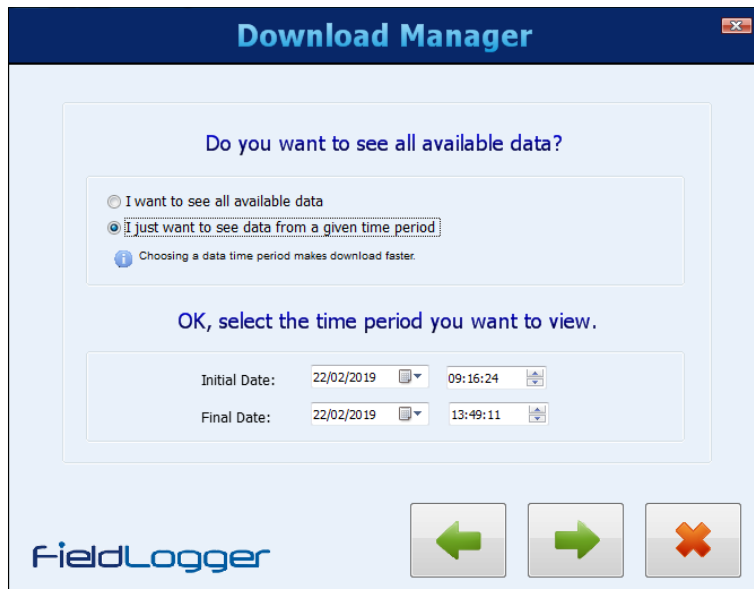 Download Manager
Do you want to see all available data?
I want to see all available data
I just want to see data from a given time period
Choosing a data time period makes download faster.
OK, select the time period you want to view.
Initial Date: 22/02/2019 09:16:24
Final Date: 22/02/2019 13:49:11
FieldLogger